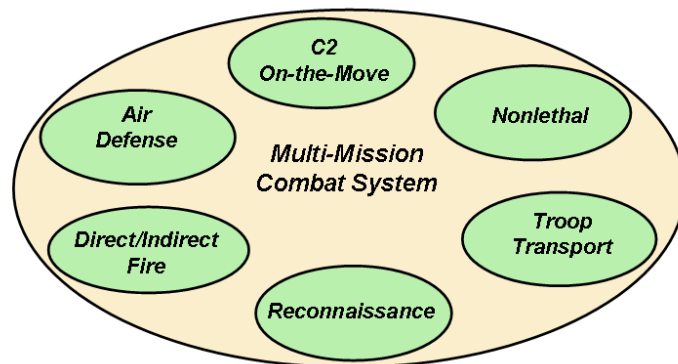 C2
On-the-Move
Air
Defense
Nonlethal
Multi-Mission
Combat System
Direct/Indirect
Fire
Troop
Transport
Reconnaissance